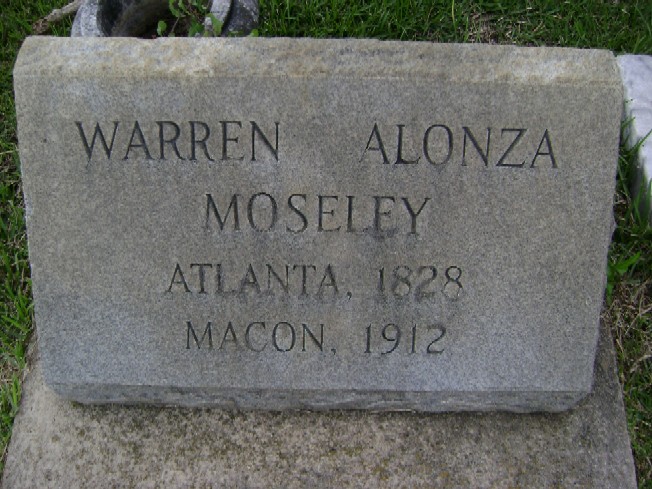 WARREN ALONZA
MOSELEY
ATLANTA, 1828
MACON, 1912